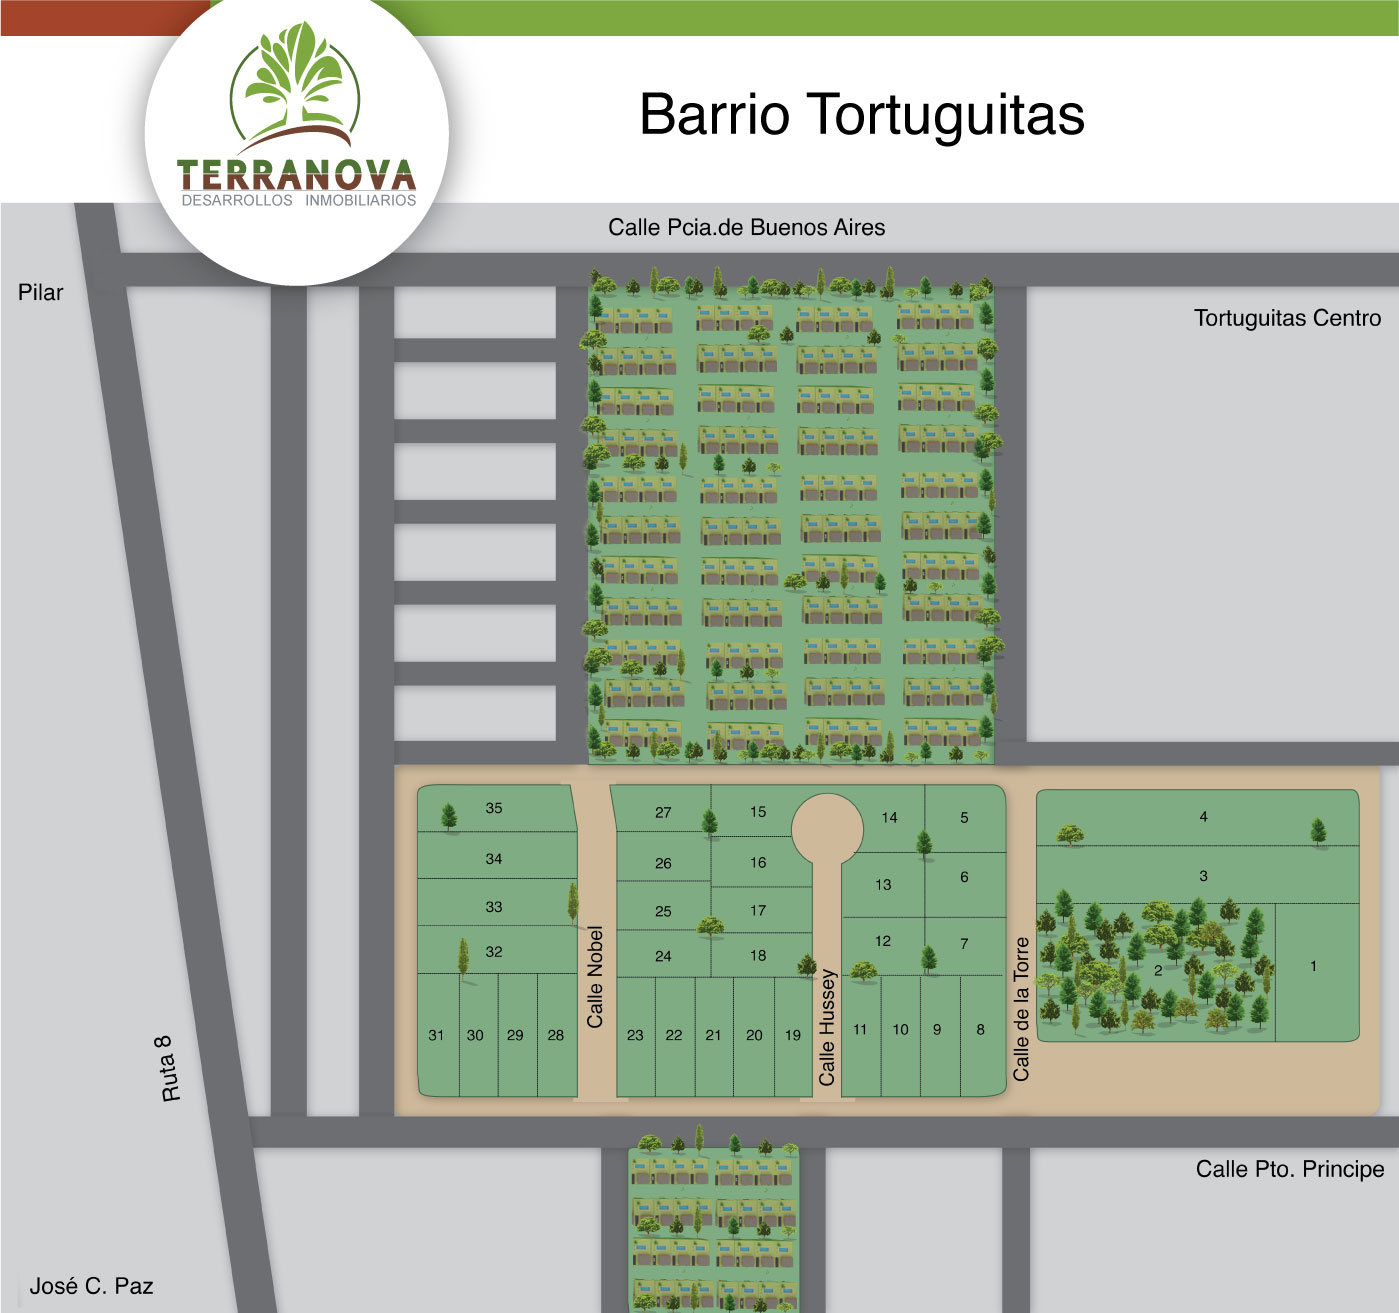 TERRANOVA
DESARROLLOS INMOBILIARIOS
Barrio Tortuguitas
Calle Pcia.de Buenos Aires
Pilar
Tortuguitas Centro
35
34
33
32
31 30 29 28
Calle Nobel
27 15
26 16
25 17
24 18
23 22 21 20 19
Calle Hussey
14 5
13 6
12 7
11 10 9 8
Calle de la Torre
4
3
2 1
Ruta 8
Calle Pto. Principe
José C. Paz